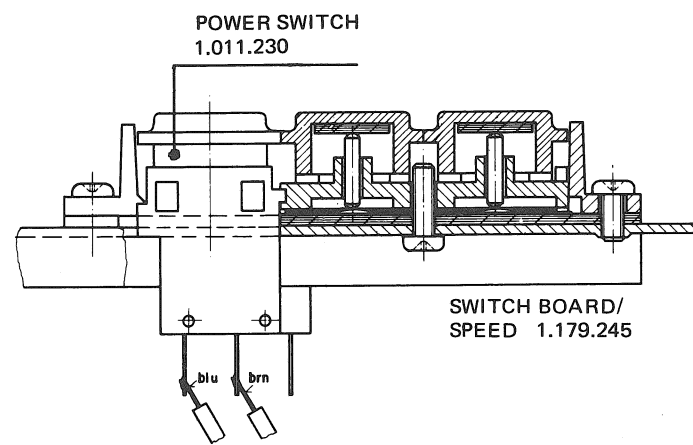 POWER SWITCH
1.011.230
SWITCH BOARD/
SPEED 1.179.245
blu brn